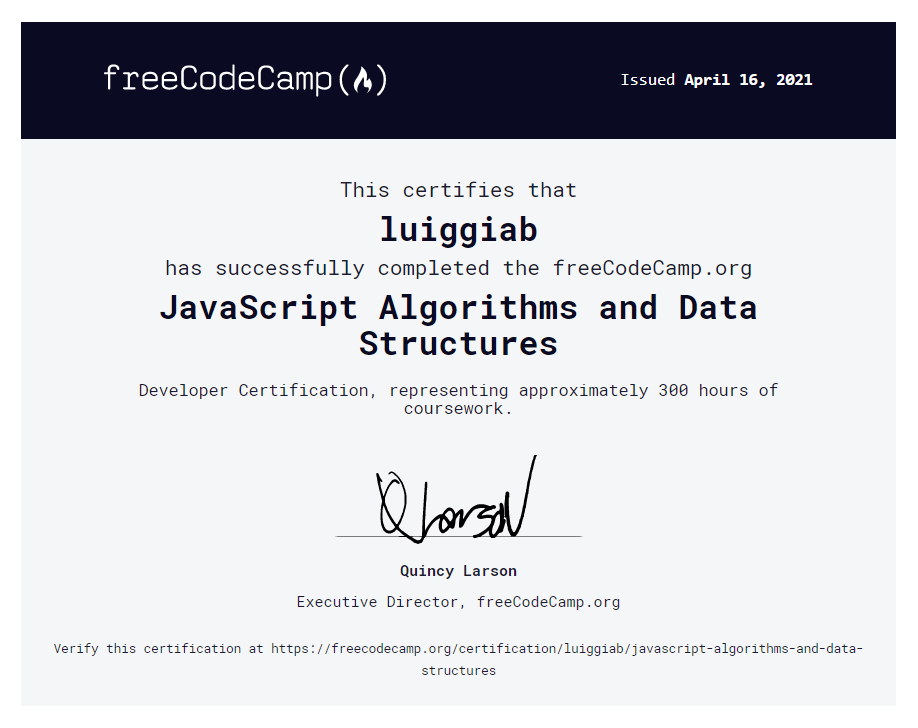 freeCodeCamp(🔥)
Issued April 16, 2021
This certifies that
luiggiab
has successfully completed the freeCodeCamp.org
JavaScript Algorithms and Data
Structures
Developer Certification, representing approximately 300 hours of
coursework.
Q Larson
Quincy Larson
Executive Director, freeCodeCamp.org
Verify this certification at https://freecodecamp.org/certification/luiggiab/javascript-algorithms-and-data-
structures